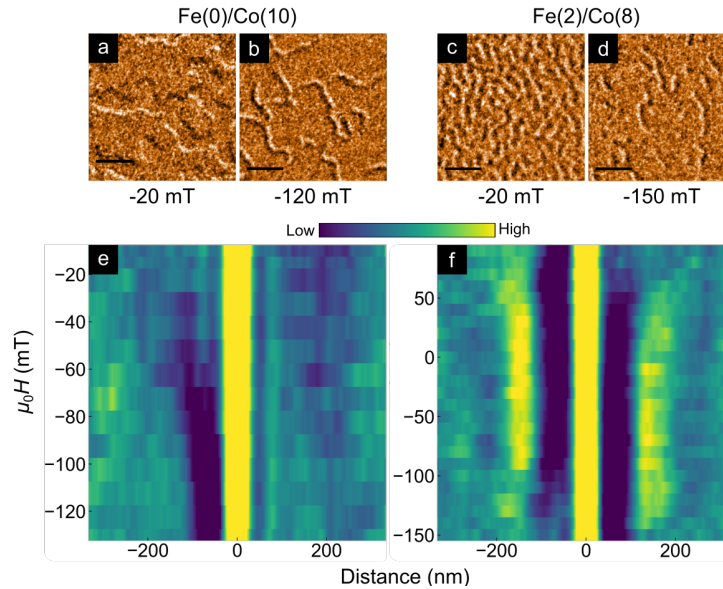 Fe(0)/Co(10)
Fe(2)/Co(8)
a
b
c
d
-20 mT
-120 mT
-20 mT
-150 mT
Low
High
e
f
μ₀H (mT)
−20
−40
−60
−80
−100
−120
50
0
−50
−100
−150
−200
0
200
−200
0
200
Distance (nm)